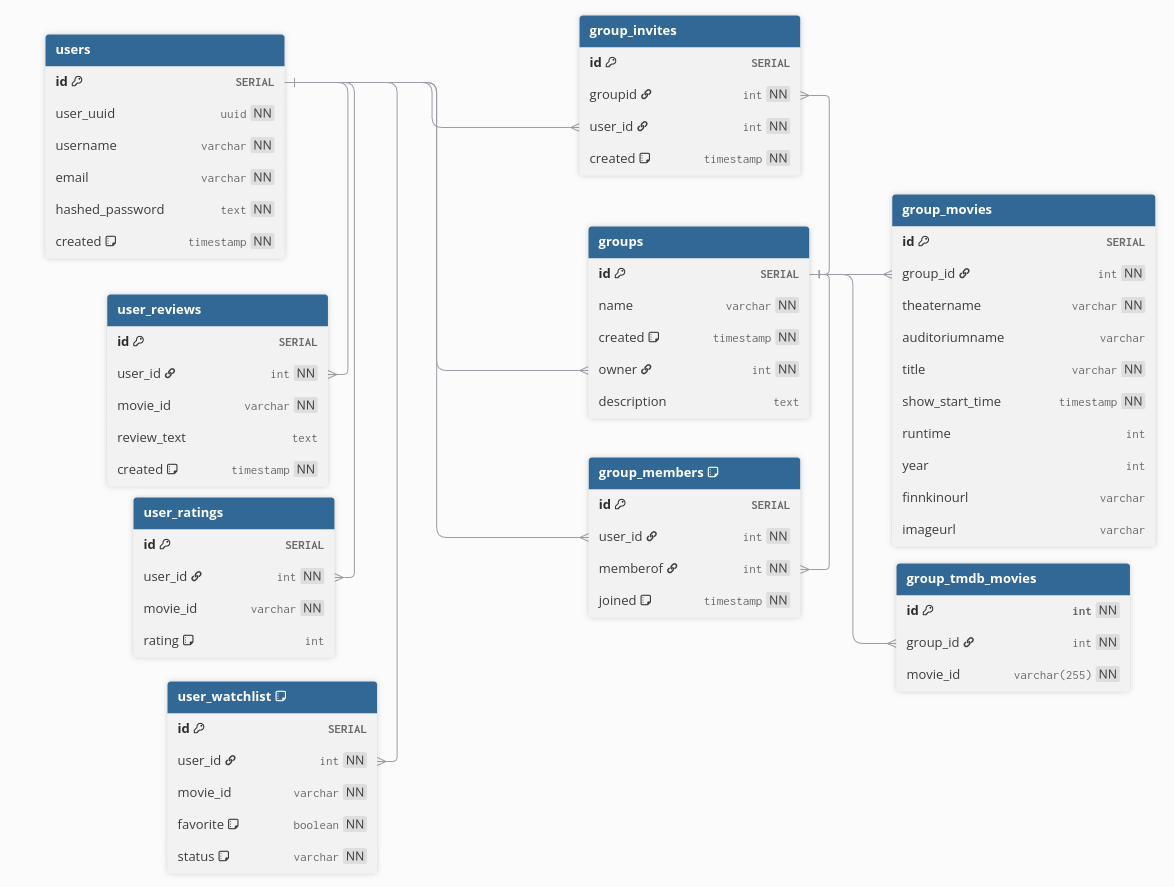 users
id SERIAL
user_uuid uuid NN
username varchar NN
email varchar NN
hashed_password text NN
created timestamp NN
user_reviews
id SERIAL
user_id int NN
movie_id varchar NN
review_text text
created timestamp NN
user_ratings
id SERIAL
user_id int NN
movie_id varchar NN
rating int
user_watchlist
id SERIAL
user_id int NN
movie_id varchar NN
favorite boolean NN
status varchar NN
group_invites
id SERIAL
groupid int NN
user_id int NN
created timestamp NN
groups
id SERIAL
name varchar NN
created timestamp NN
owner int NN
description text
group_members
id SERIAL
user_id int NN
memberof int NN
joined timestamp NN
group_movies
id SERIAL
group_id int NN
theatername varchar NN
auditoriumname varchar
title varchar NN
show_start_time timestamp NN
runtime int
year int
finnkinourl varchar
imageurl varchar
group_tmdb_movies
id int NN
group_id int NN
movie_id varchar(255) NN